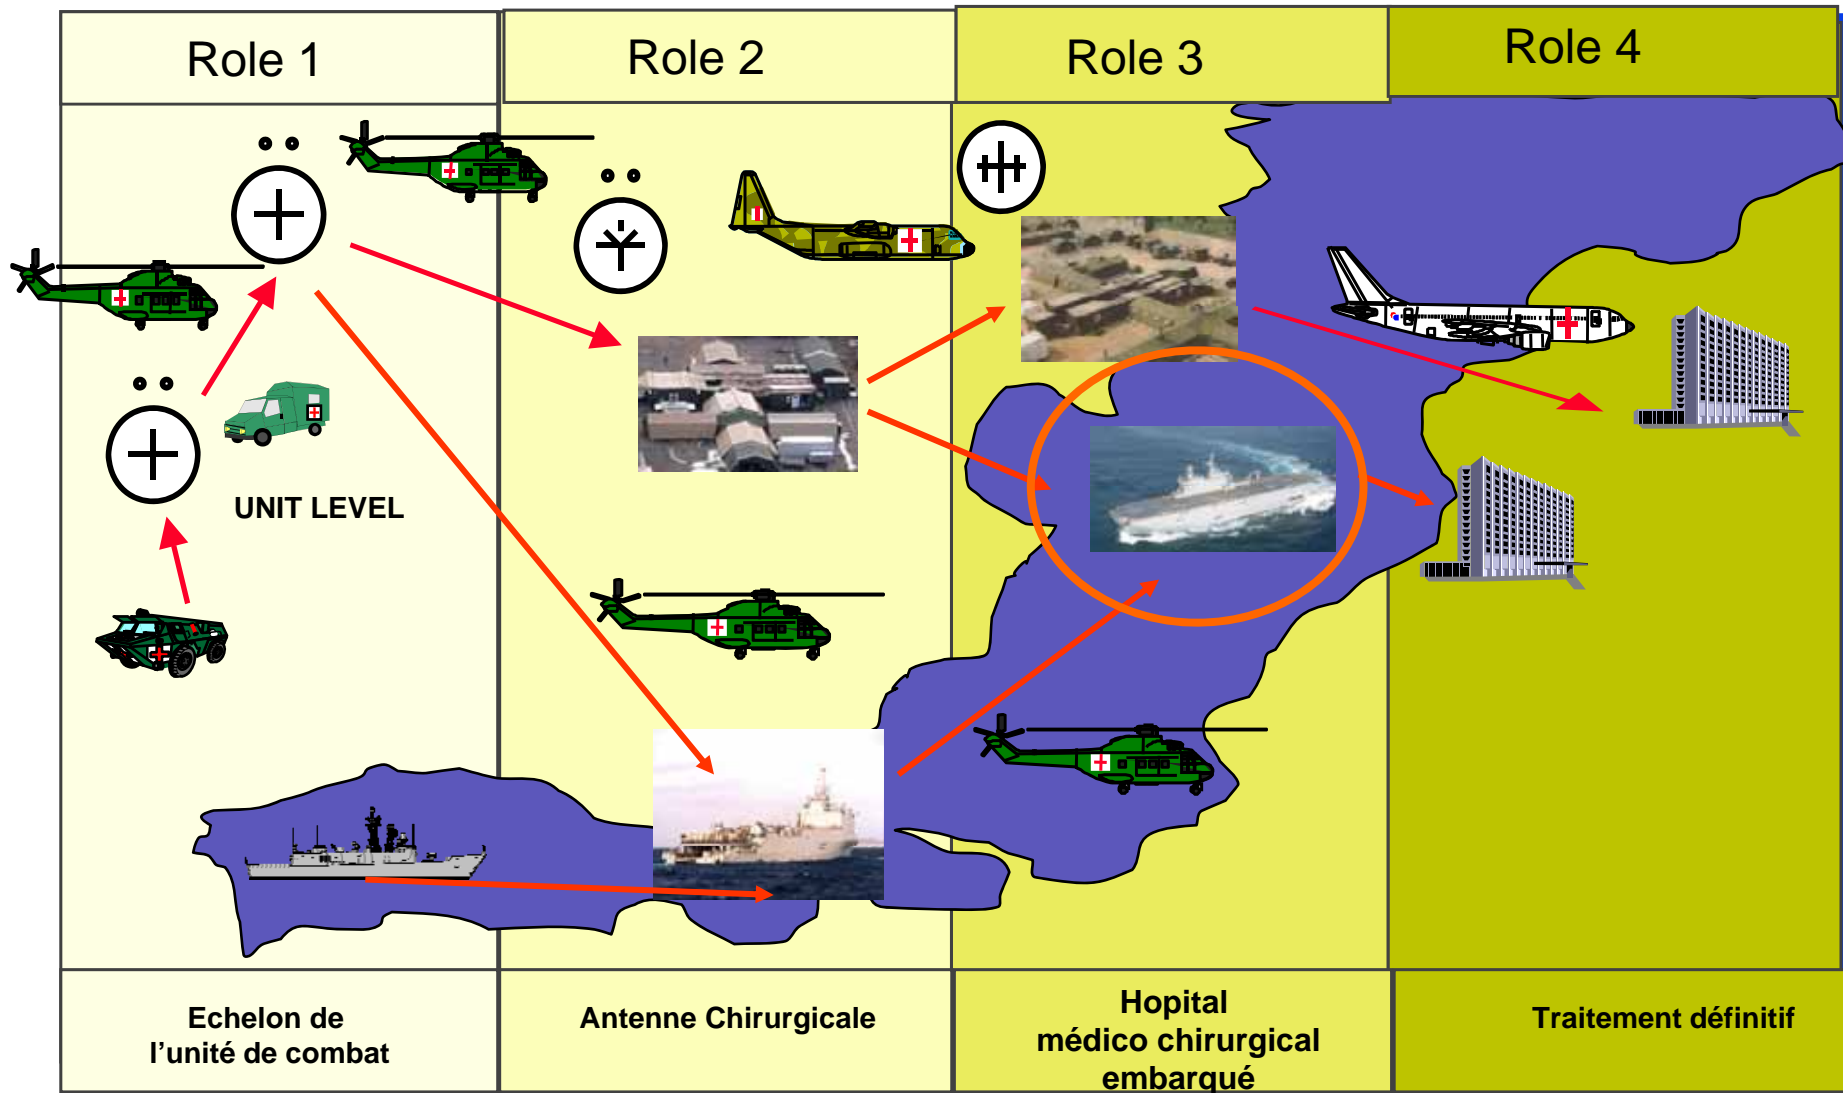 Role 1
Role 2
Role 3
Role 4
UNIT LEVEL
Echelon de
l’unité de combat
Antenne Chirurgicale
Hopital
médico chirurgical
embarqué
Traitement définitif